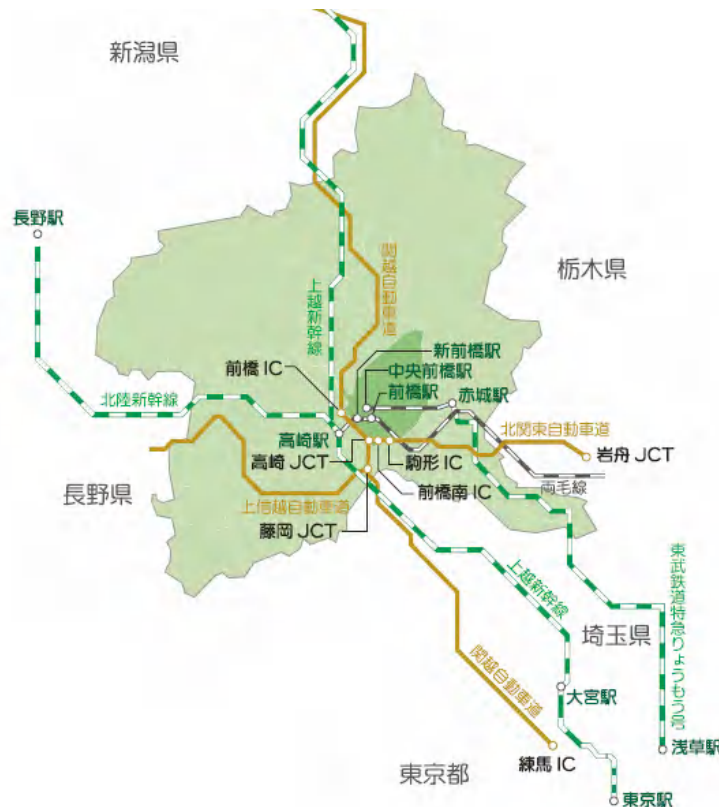 新潟県
長野駅
栃木県
関越自動車道
上越新幹線
新前橋駅
中央前橋駅
前橋 IC
前橋駅
赤城駅
北陸新幹線
北関東自動車道
高崎駅
高崎 JCT
駒形 IC
岩舟 JCT
長野県
前橋南 IC
両毛線
上信越自動車道
藤岡 JCT
上越新幹線
東武鉄道特急りょうもう号
埼玉県
関越自動車道
大宮駅
浅草駅
練馬 IC
東京都
東京駅